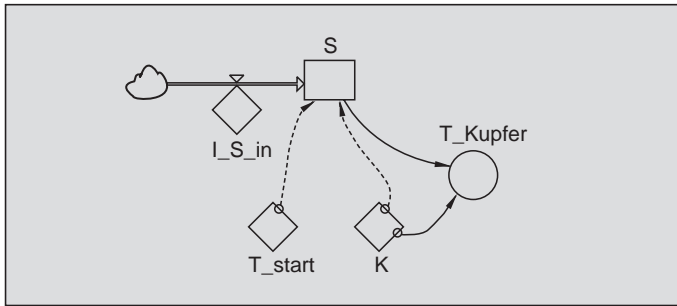 S
T_Kupfer
I_S_in
T_start
K